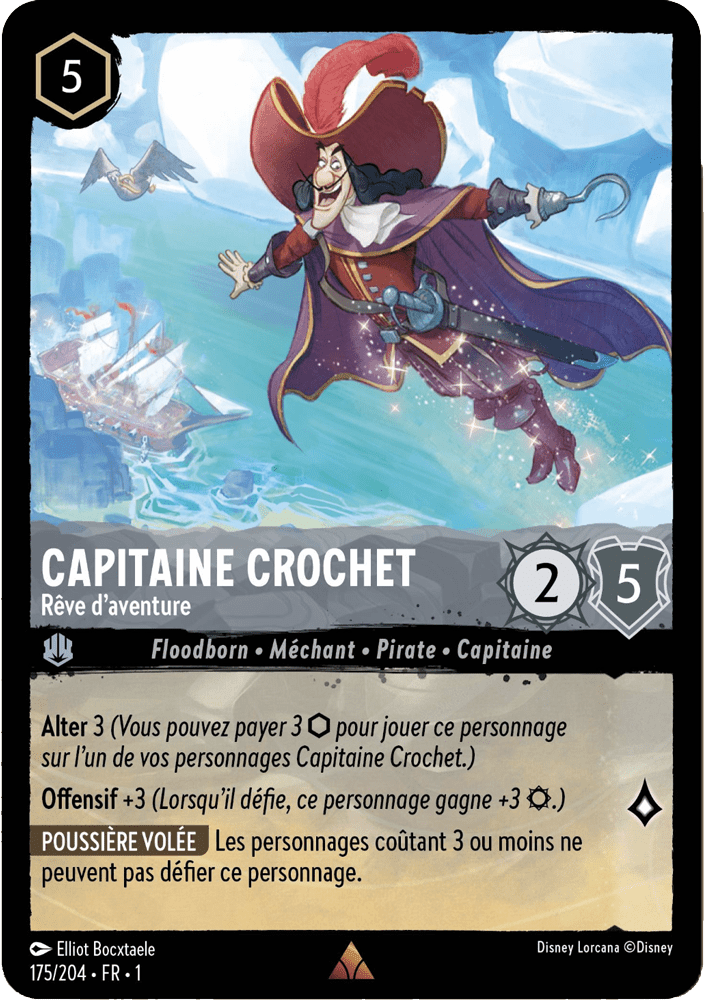 5
CAPITAINE CROCHET
Rêve d'aventure
2
5
Floodborn • Méchant • Pirate • Capitaine
Alter 3 (Vous pouvez payer 3 ⬡ pour jouer ce personnage
sur l'un de vos personnages Capitaine Crochet.)
Offensif +3 (Lorsqu'il défie, ce personnage gagne +3 ¤.)
POUSSIÈRE VOLÉE Les personnages coûtant 3 ou moins ne
peuvent pas défier ce personnage.
Elliot Bocxtaele
Disney Lorcana ©Disney
175/204 • FR • 1